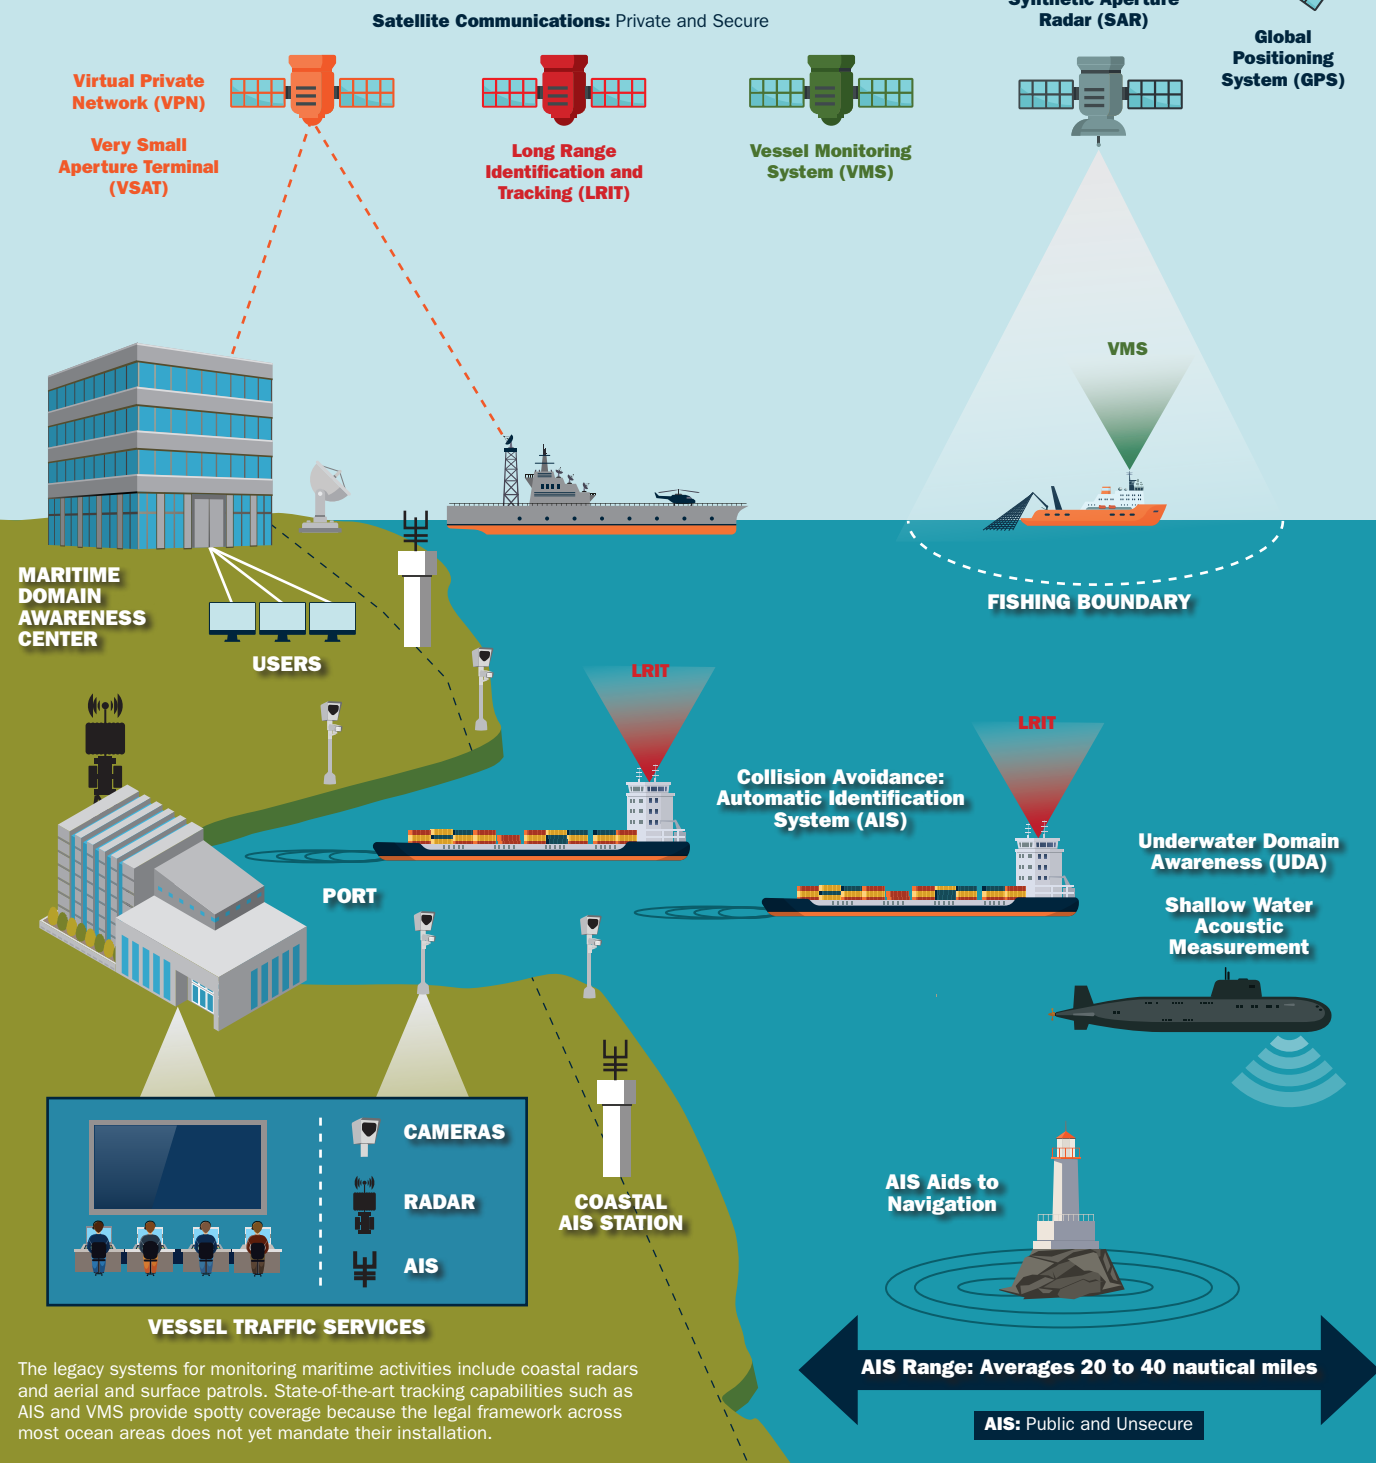 Satellite Communications: Private and Secure
Synthetic Aperture
Radar (SAR)
Global
Positioning
System (GPS)
Virtual Private
Network (VPN)
Very Small
Aperture Terminal
(VSAT)
Long Range
Identification and
Tracking (LRIT)
Vessel Monitoring
System (VMS)
VMS
MARITIME
DOMAIN
AWARENESS
CENTER
USERS
FISHING BOUNDARY
LRIT
LRIT
Collision Avoidance:
Automatic Identification
System (AIS)
Underwater Domain
Awareness (UDA)
Shallow Water
Acoustic
Measurement
PORT
CAMERAS
RADAR
AIS
COASTAL
AIS STATION
AIS Aids to
Navigation
VESSEL TRAFFIC SERVICES
The legacy systems for monitoring maritime activities include coastal radars
and aerial and surface patrols. State-of-the-art tracking capabilities such as
AIS and VMS provide spotty coverage because the legal framework across
most ocean areas does not yet mandate their installation.
AIS Range: Averages 20 to 40 nautical miles
AIS: Public and Unsecure